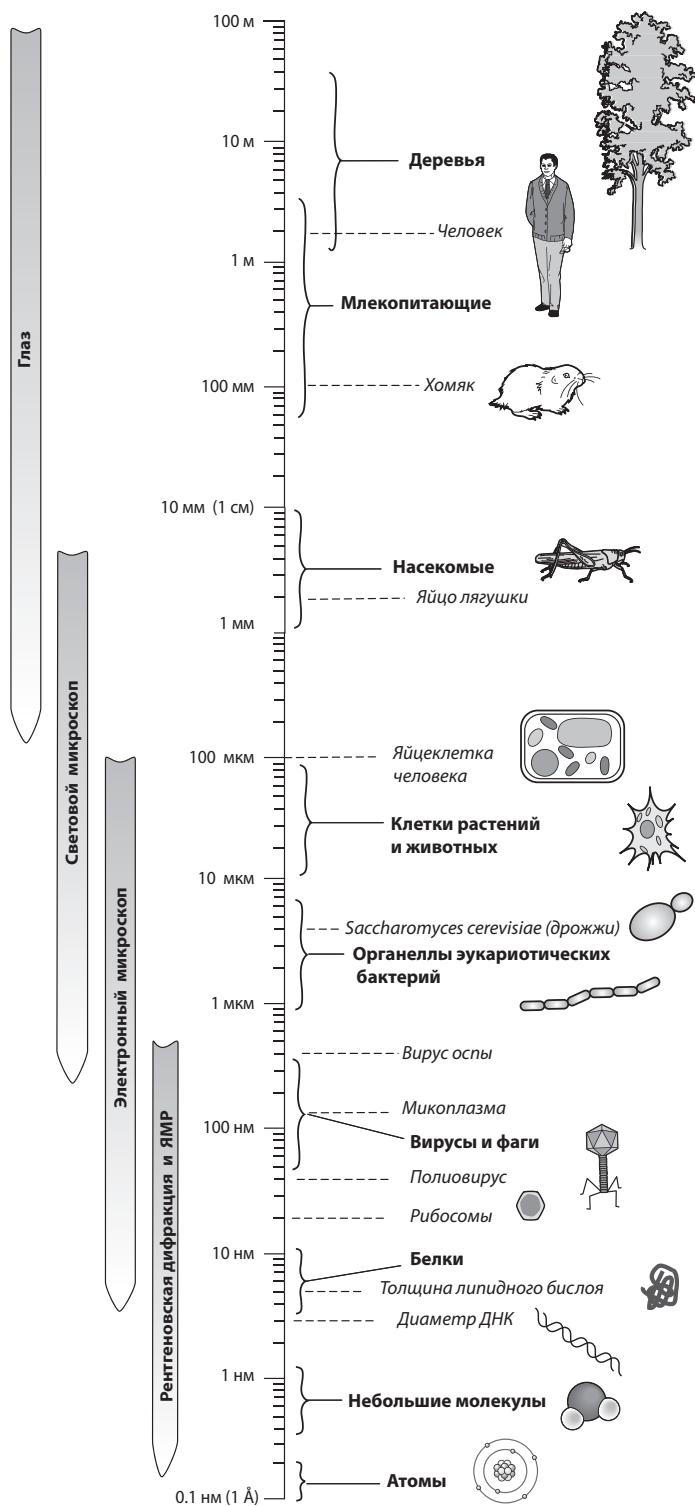 100 м
10 м
Деревья
Человек
1 м
Млекопитающие
Глаз
100 мм
Хомяк
10 мм (1 см)
Насекомые
Яйцо лягушки
1 мм
Световой микроскоп
100 мкм
Яйцеклетка
человека
Клетки растений
и животных
10 мкм
Saccharomyces cerevisiae (дрожжи)
Органеллы эукариотических
бактерий
1 мкм
Электронный микроскоп
Вирус оспы
Микоплазма
100 нм
Вирусы и фаги
Полиовирус
Рибосомы
Рентгеновская дифракция и ЯМР
10 нм
Белки
Толщина липидного бислоя
Диаметр ДНК
1 нм
Небольшие молекулы
Атомы
0.1 нм (1 Å)